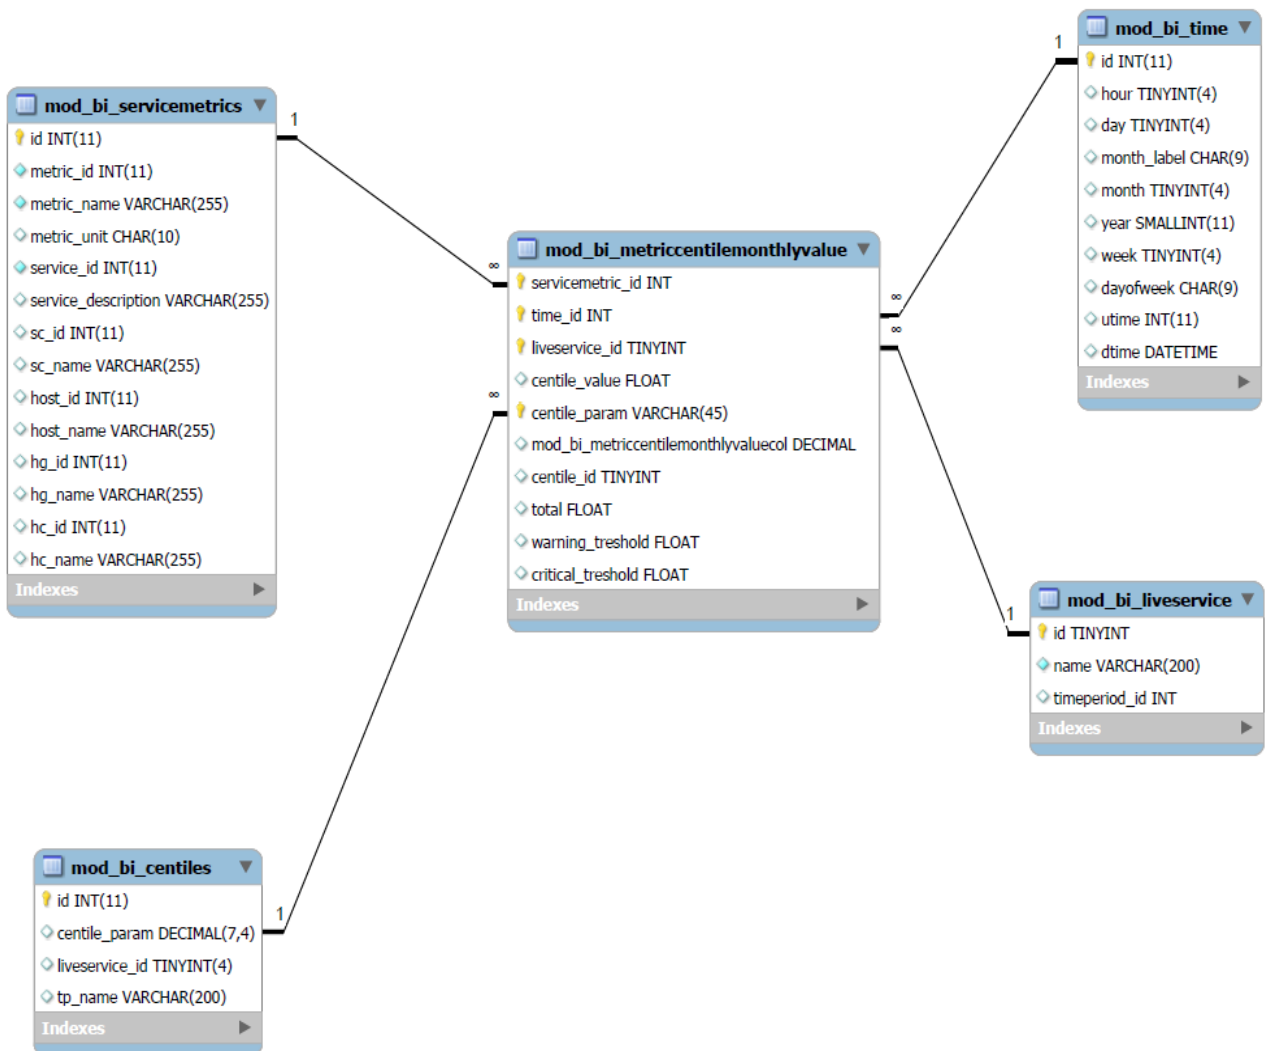 mod_bi_time
id INT(11)
hour TINYINT(4)
day TINYINT(4)
month_label CHAR(9)
month TINYINT(4)
year SMALLINT(11)
week TINYINT(4)
dayofweek CHAR(9)
utime INT(11)
dtime DATETIME
Indexes
1
mod_bi_servicemetrics
id INT(11)
metric_id INT(11)
metric_name VARCHAR(255)
metric_unit CHAR(10)
service_id INT(11)
service_description VARCHAR(255)
sc_id INT(11)
sc_name VARCHAR(255)
host_id INT(11)
host_name VARCHAR(255)
hg_id INT(11)
hg_name VARCHAR(255)
hc_id INT(11)
hc_name VARCHAR(255)
Indexes
1
∞
∞
∞
∞
mod_bi_metriccentilemonthlyvalue
servicemetric_id INT
time_id INT
liveservice_id TINYINT
centile_value FLOAT
centile_param VARCHAR(45)
mod_bi_metriccentilemonthlyvaluecol DECIMAL
centile_id TINYINT
total FLOAT
warning_treshold FLOAT
critical_treshold FLOAT
Indexes
1
mod_bi_liveservice
id TINYINT
name VARCHAR(200)
timeperiod_id INT
Indexes
mod_bi_centiles
id INT(11)
centile_param DECIMAL(7,4)
liveservice_id TINYINT(4)
tp_name VARCHAR(200)
Indexes
1